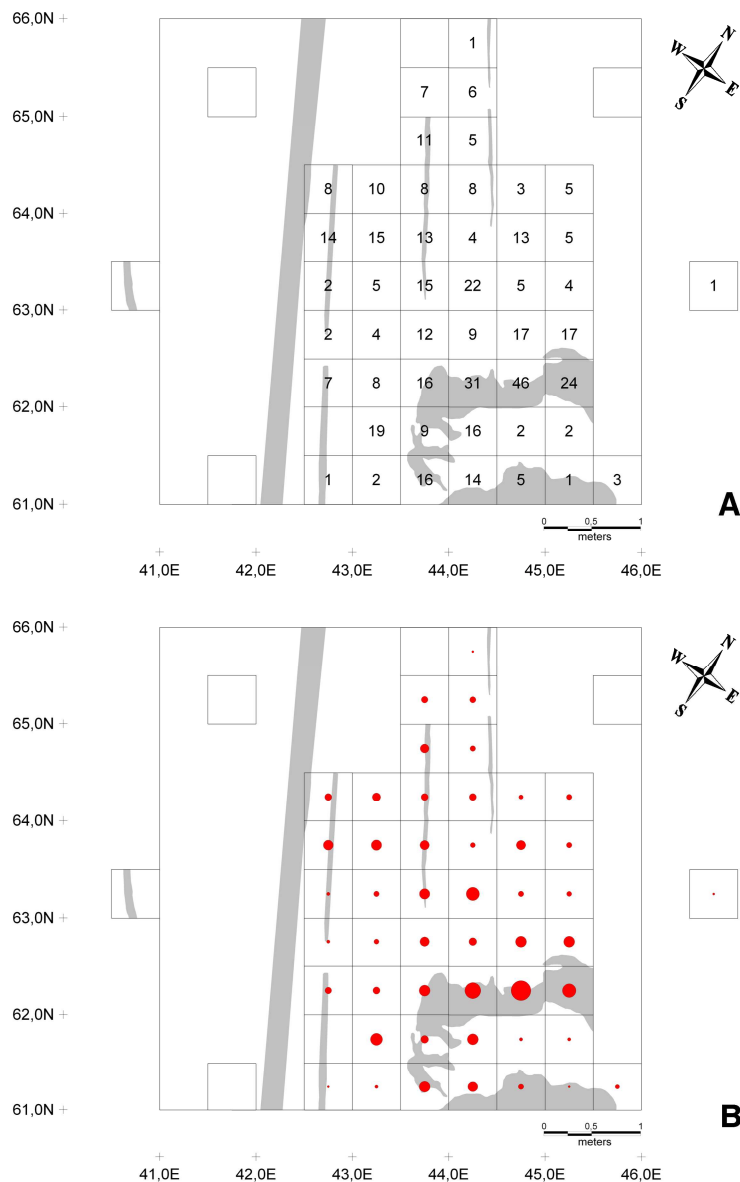 66,0N
1
N
W
E
S
7 6
65,0N
11 5
8 10 8 8 3 5
64,0N
14 15 13 4 13 5
2 5 15 22 5 4 1
63,0N
2 4 12 9 17 17
7 8 16 31 46 24
62,0N
19 9 16 2 2
1 2 16 14 5 1 3
61,0N
A
0 0,5 1
meters
41,0E 42,0E 43,0E 44,0E 45,0E 46,0E
66,0N
N
W
E
S
65,0N
64,0N
63,0N
62,0N
61,0N
B
0 0,5 1
meters
41,0E 42,0E 43,0E 44,0E 45,0E 46,0E